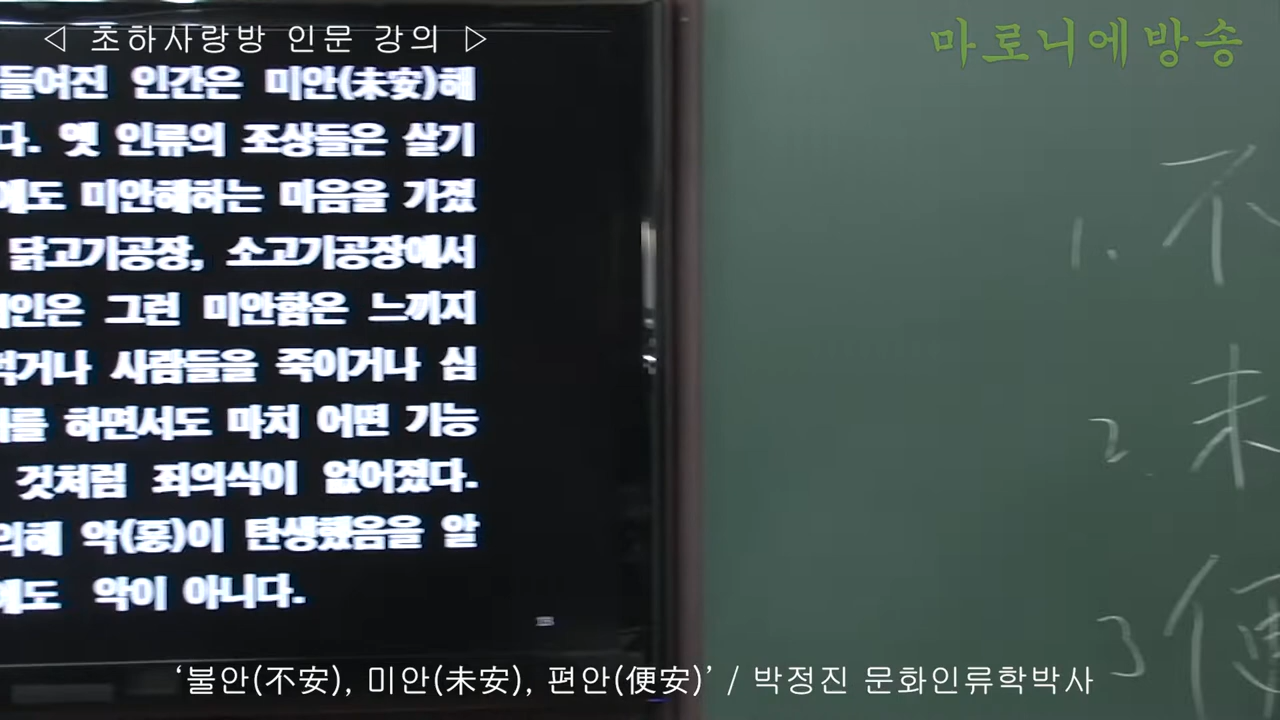 ◁ 초하사랑방 인문 강의 ▷
마로니에방송
들여진 인간은 미안(未安)해
다. 옛 인류의 조상들은 살기
에도 미안해하는 마음을 가졌
닭고기공장, 소고기공장에서
인은 그런 미안함은 느끼지
먹거나 사람들을 죽이거나 심
를 하면서도 마치 어떤 기능
것처럼 죄의식이 없어졌다.
의해 악(惡)이 탄생했음을 알
에도 악이 아니다.
1. 不
2. 未
3 便
‘불안(不安), 미안(未安), 편안(便安)’ / 박정진 문화인류학박사